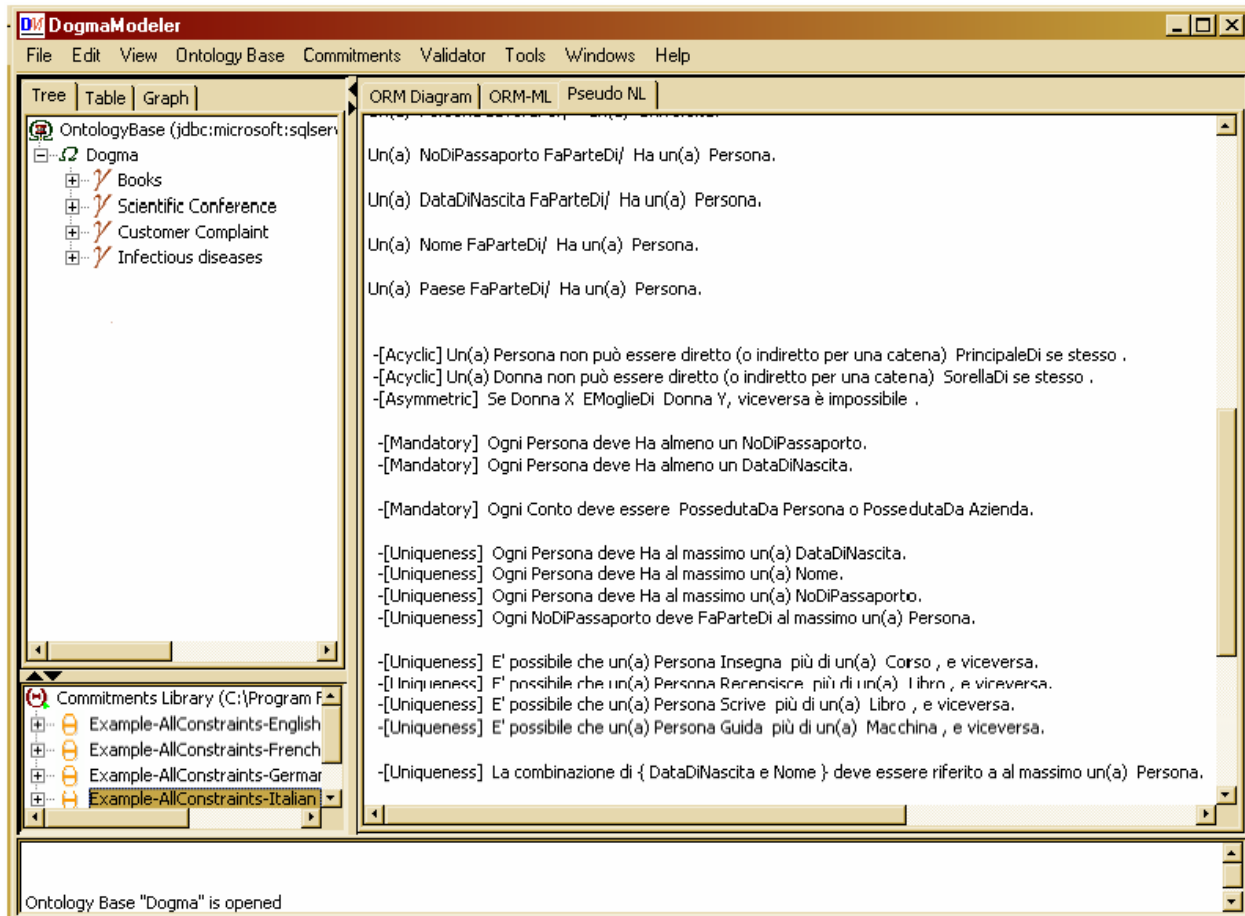 DogmaModeler
File Edit View Ontology Base Commitments Validator Tools Windows Help
Tree Table Graph
OntologyBase (jdbc:microsoft:sqlserv
Dogma
Books
Scientific Conference
Customer Complaint
Infectious diseases
Commitments Library (C:\Program F
Example-AllConstraints-English
Example-AllConstraints-French
Example-AllConstraints-German
Example-AllConstraints-Italian
ORM Diagram ORM-ML Pseudo NL
Un(a) NoDiPassaporto FaParteDi/ Ha un(a) Persona.
Un(a) DataDiNascita FaParteDi/ Ha un(a) Persona.
Un(a) Nome FaParteDi/ Ha un(a) Persona.
Un(a) Paese FaParteDi/ Ha un(a) Persona.
-[Acyclic] Un(a) Persona non può essere diretto (o indiretto per una catena) PrincipaleDi se stesso .
-[Acyclic] Un(a) Donna non può essere diretto (o indiretto per una catena) SorellaDi se stesso .
-[Asymmetric] Se Donna X EMoglieDi Donna Y, viceversa è impossibile .
-[Mandatory] Ogni Persona deve Ha almeno un NoDiPassaporto.
-[Mandatory] Ogni Persona deve Ha almeno un DataDiNascita.
-[Mandatory] Ogni Conto deve essere PossedutaDa Persona o PossedutaDa Azienda.
-[Uniqueness] Ogni Persona deve Ha al massimo un(a) DataDiNascita.
-[Uniqueness] Ogni Persona deve Ha al massimo un(a) Nome.
-[Uniqueness] Ogni Persona deve Ha al massimo un(a) NoDiPassaporto.
-[Uniqueness] Ogni NoDiPassaporto deve FaParteDi al massimo un(a) Persona.
-[Uniqueness] E' possibile che un(a) Persona Insegna più di un(a) Corso , e viceversa.
-[Uniqueness] E' possibile che un(a) Persona Recensisce più di un(a) Libro , e viceversa.
-[Uniqueness] E' possibile che un(a) Persona Scrive più di un(a) Libro , e viceversa.
-[Uniqueness] E' possibile che un(a) Persona Guida più di un(a) Macchina , e viceversa.
-[Uniqueness] La combinazione di { DataDiNascita e Nome } deve essere riferito a al massimo un(a) Persona.
Ontology Base "Dogma" is opened